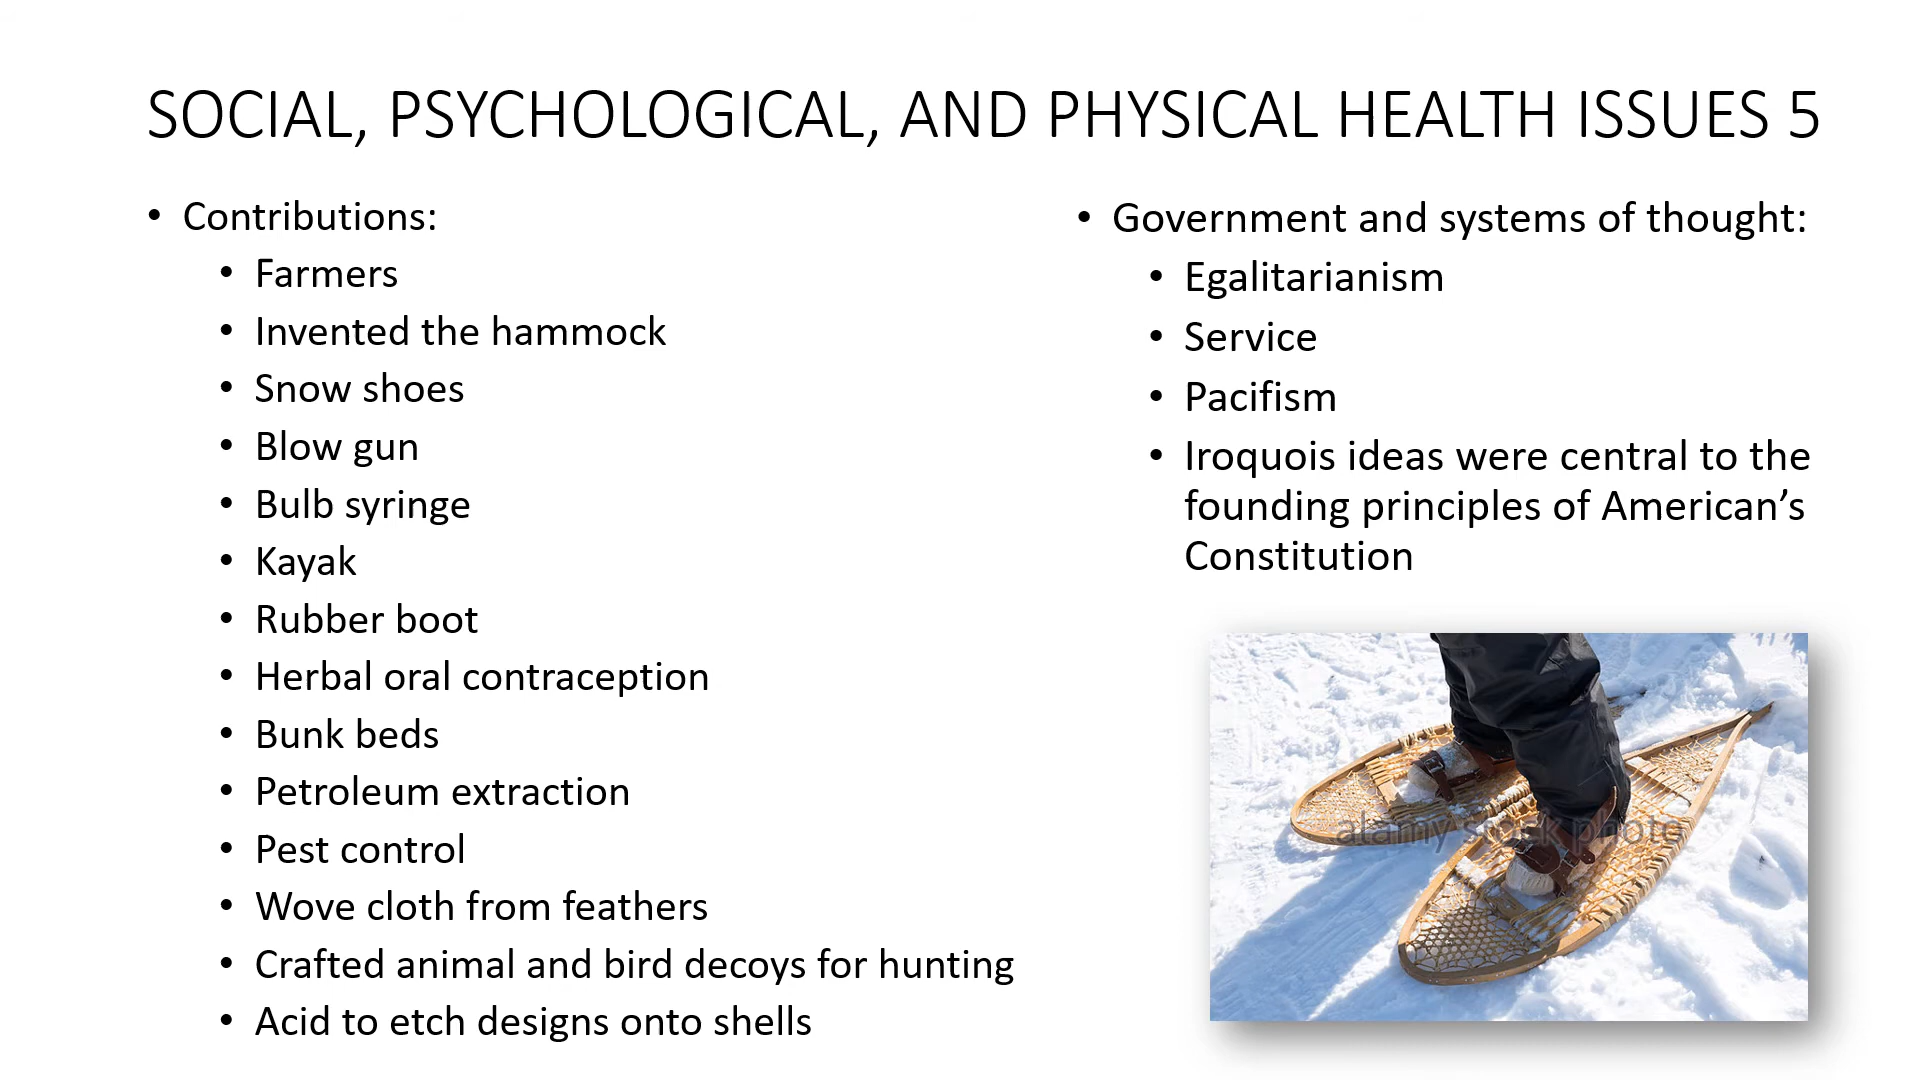 SOCIAL, PSYCHOLOGICAL, AND PHYSICAL HEALTH ISSUES 5
• Contributions:
• Farmers
• Invented the hammock
• Snow shoes
• Blow gun
• Bulb syringe
• Kayak
• Rubber boot
• Herbal oral contraception
• Bunk beds
• Petroleum extraction
• Pest control
• Wove cloth from feathers
• Crafted animal and bird decoys for hunting
• Acid to etch designs onto shells
• Government and systems of thought:
• Egalitarianism
• Service
• Pacifism
• Iroquois ideas were central to the
founding principles of American’s
Constitution
alamy stock photo